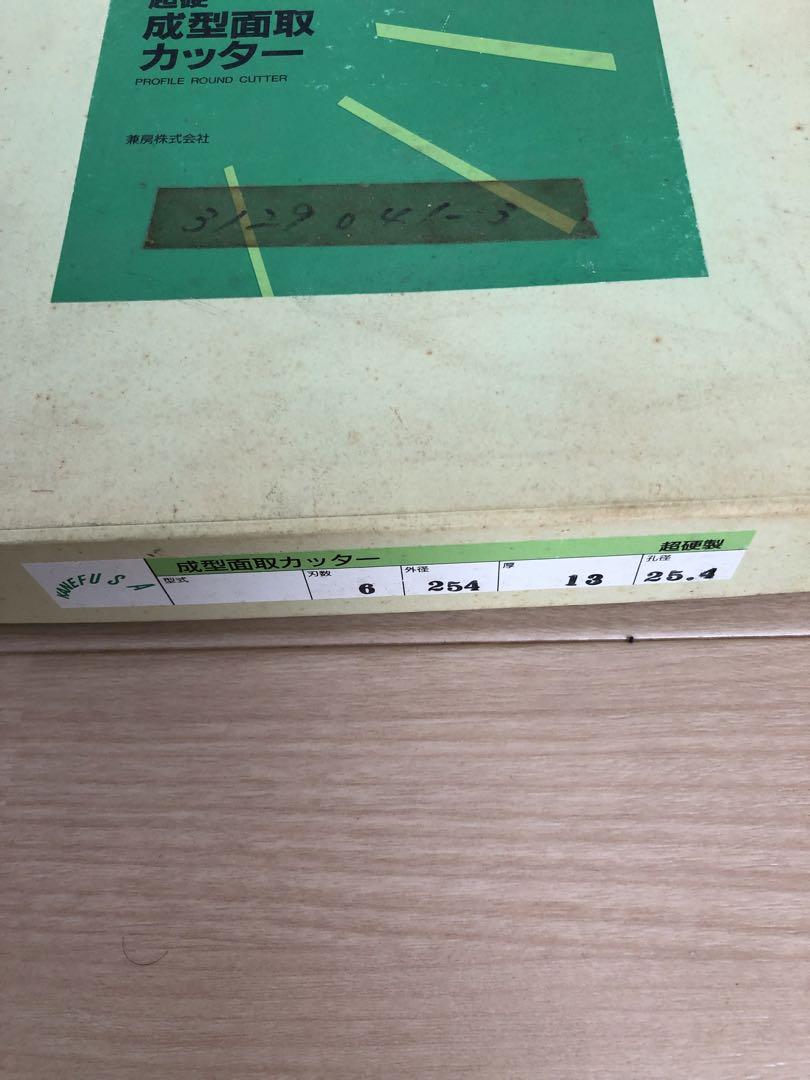 超硬
成型面取
カッター
PROFILE ROUND CUTTER
兼房株式会社
3129041-3
KANEFUSA
成型面取カッター 超硬製
型式 刃数 6 外径 254 厚 13 孔径 25.4